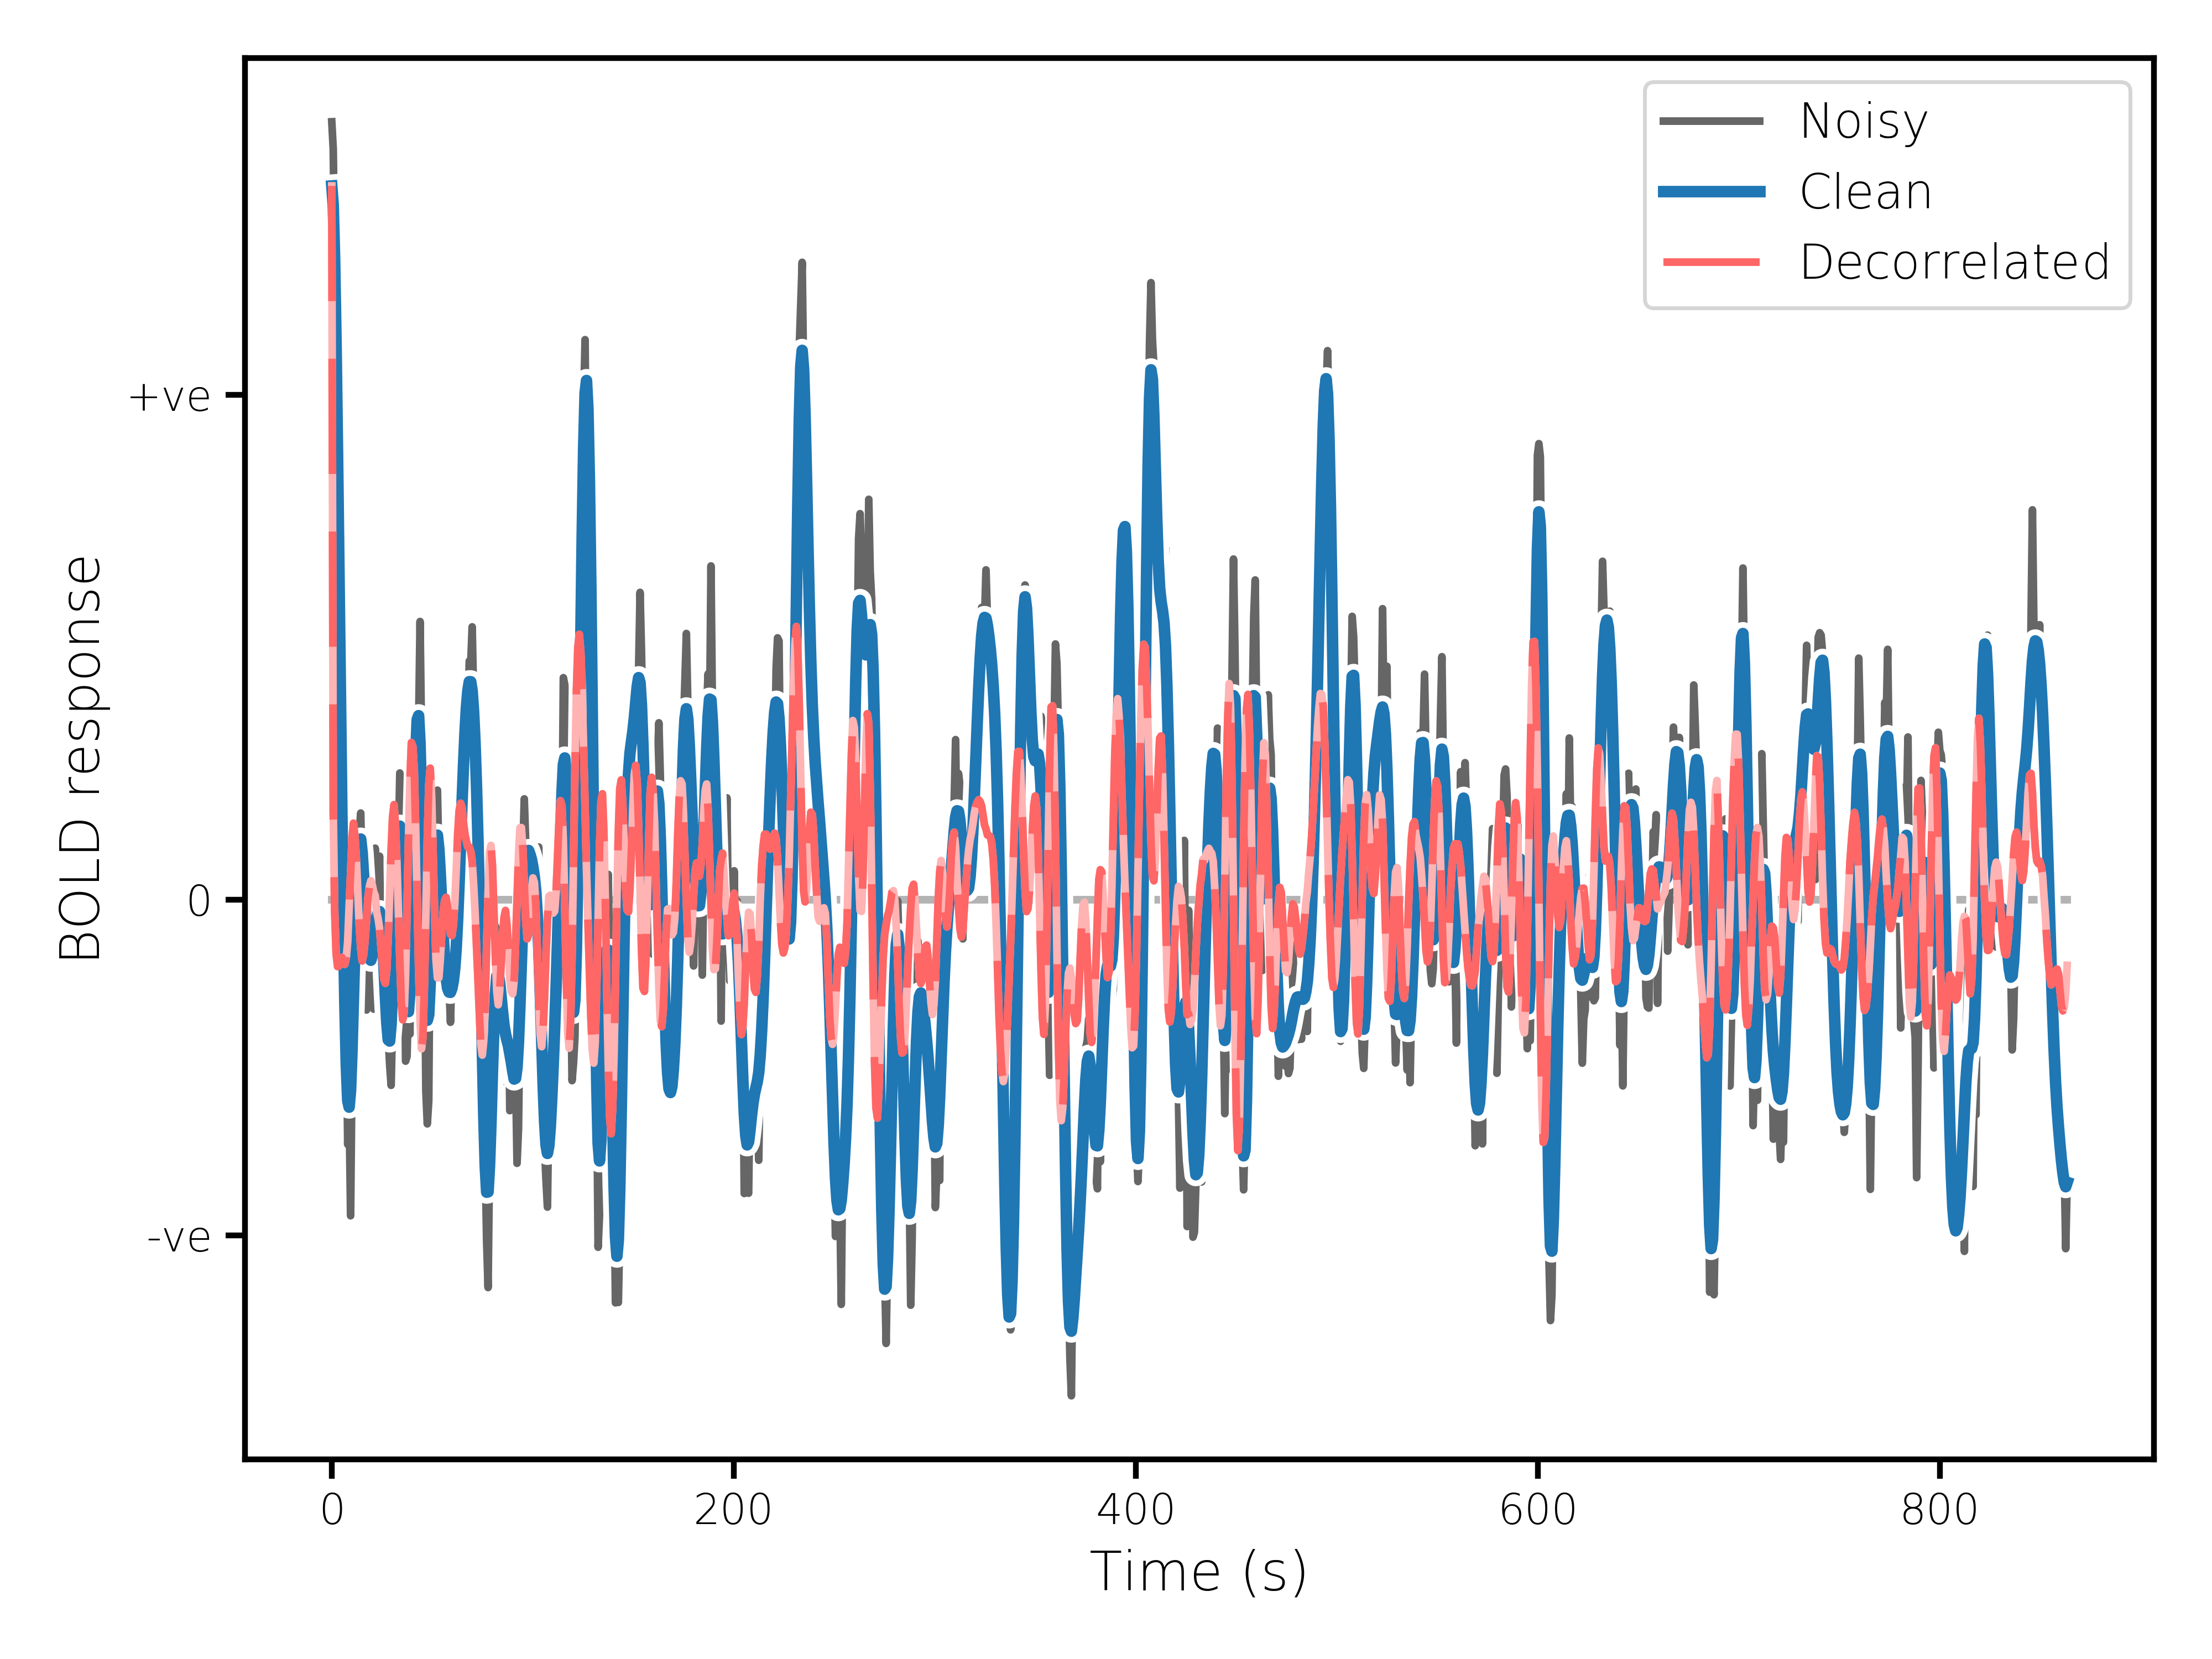 Noisy
Clean
Decorrelated
+ve
0
-ve
BOLD response
0
200
400
600
800
Time (s)